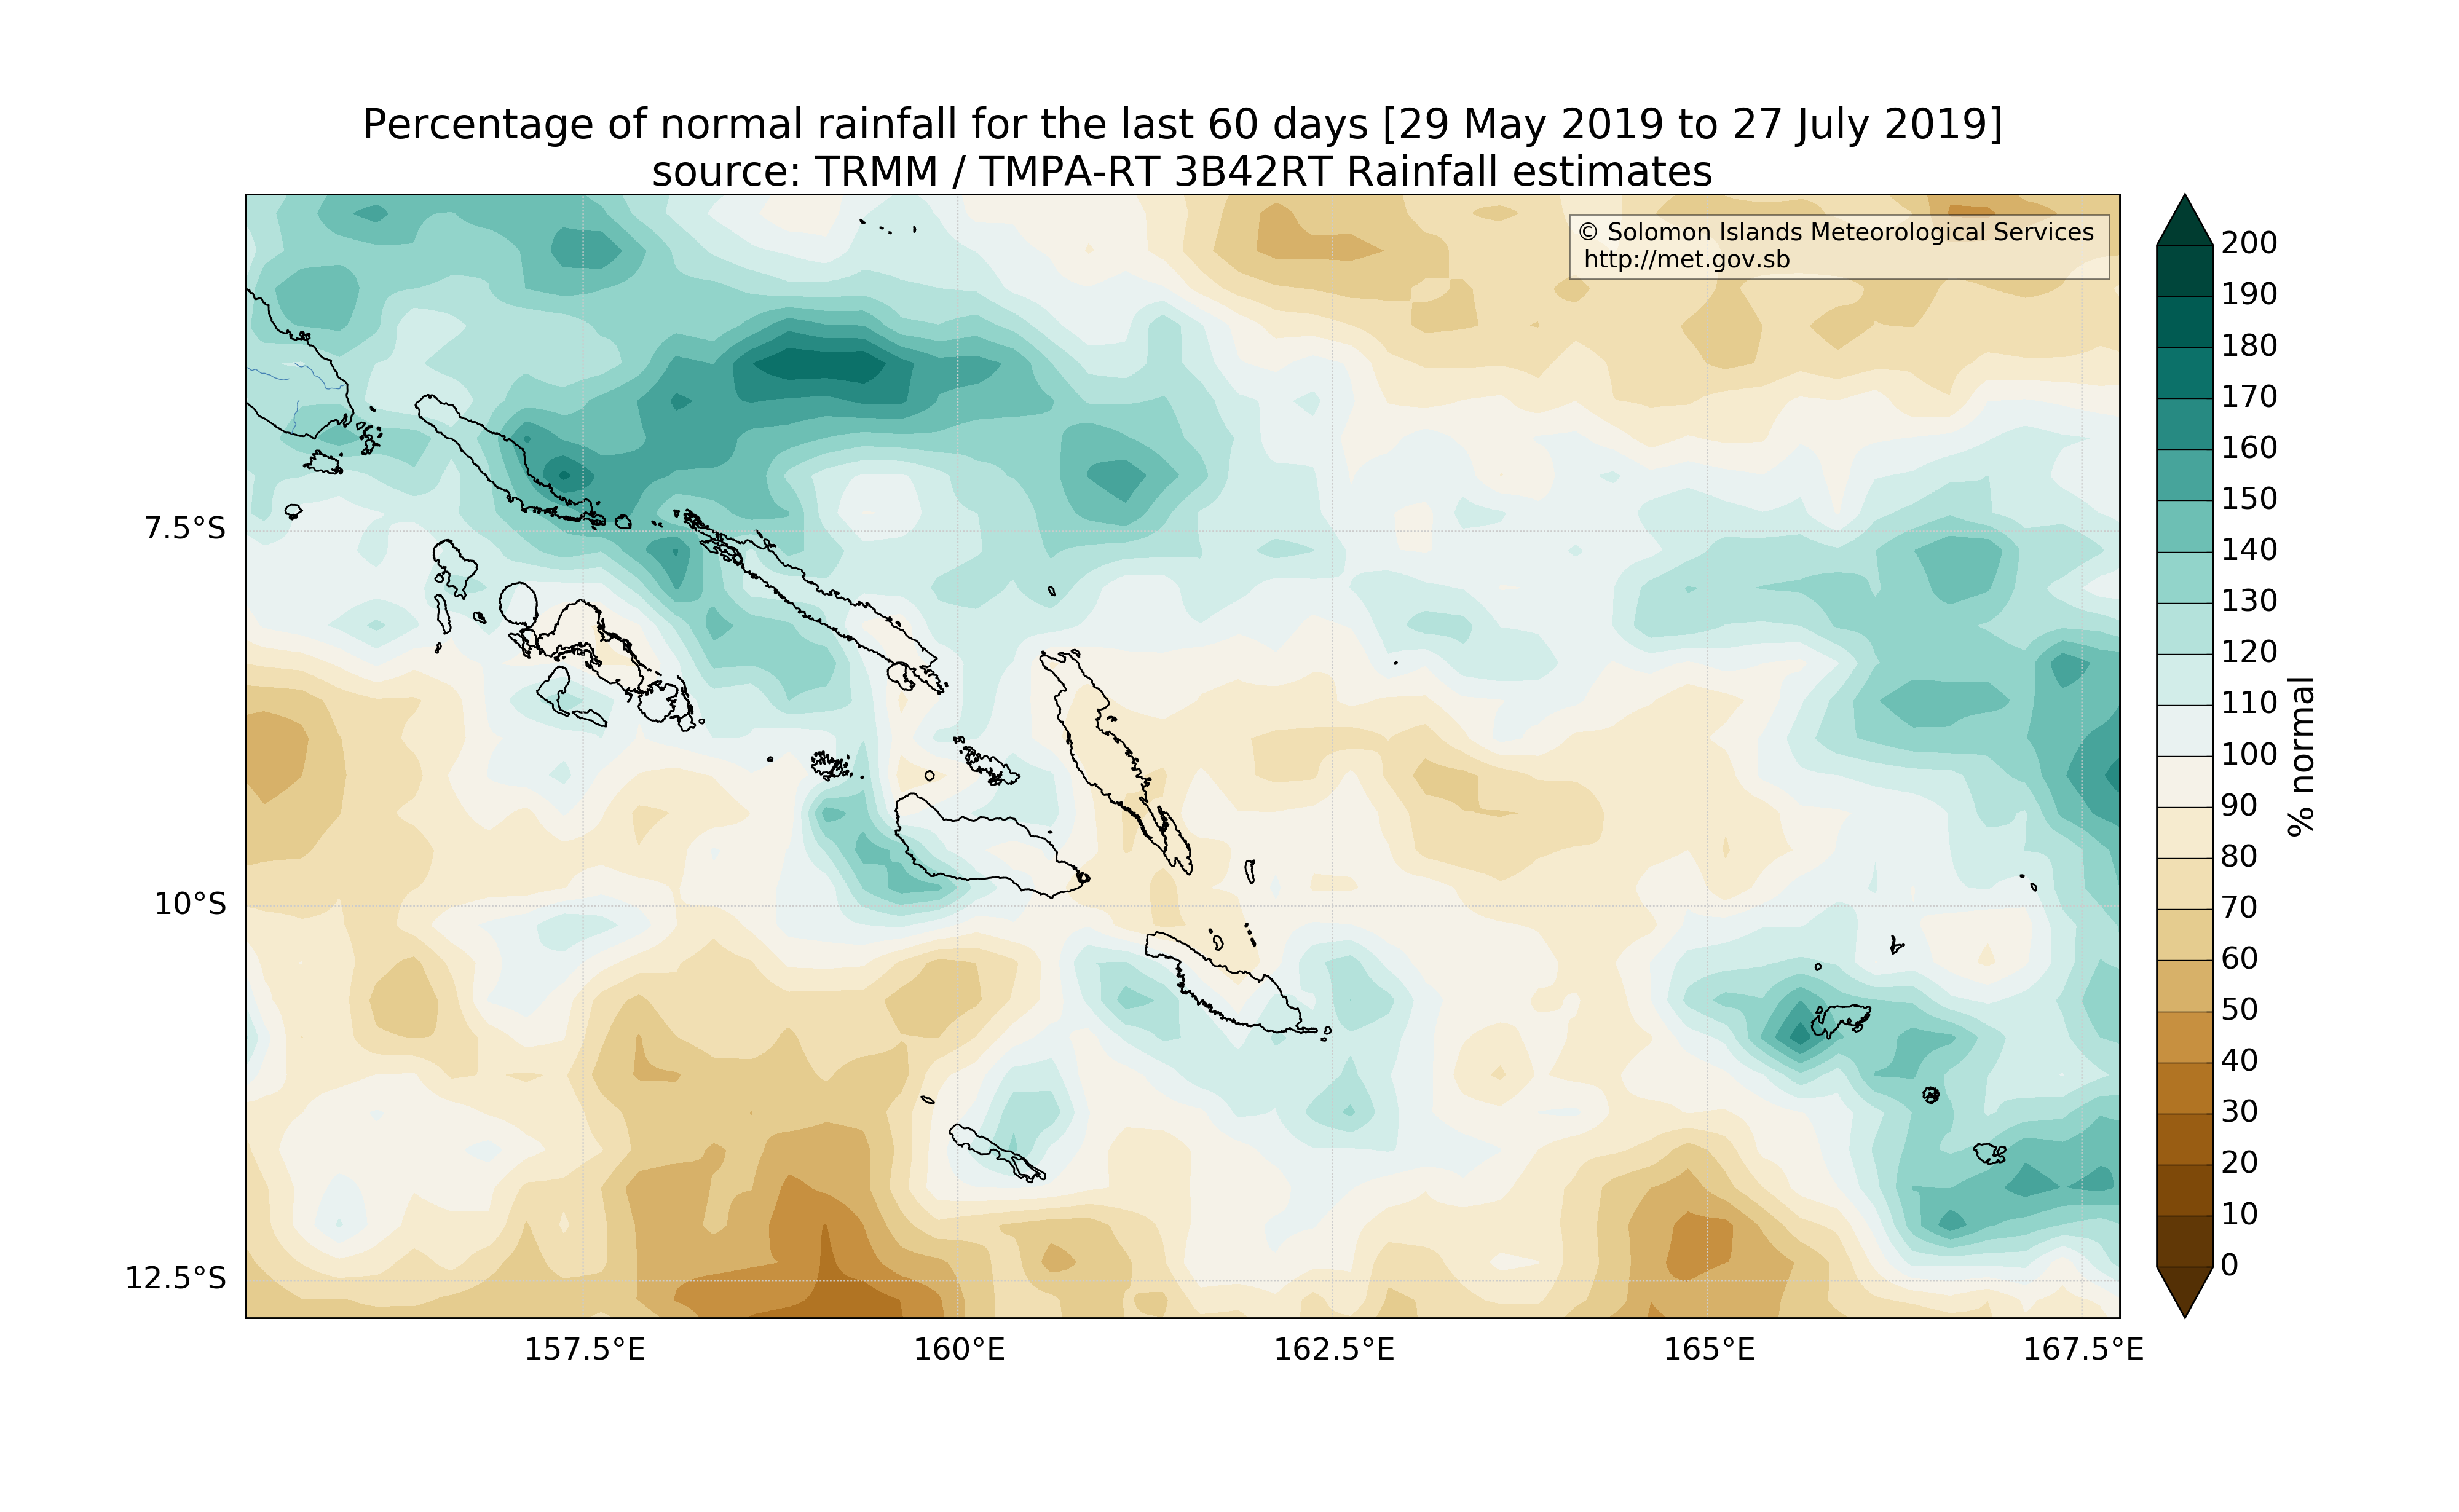 Percentage of normal rainfall for the last 60 days [29 May 2019 to 27 July 2019]
source: TRMM / TMPA-RT 3B42RT Rainfall estimates
© Solomon Islands Meteorological Services
http://met.gov.sb
7.5°S
10°S
12.5°S
157.5°E
160°E
162.5°E
165°E
167.5°E
200
190
180
170
160
150
140
130
120
110
100
90
80
70
60
50
40
30
20
10
0
% normal